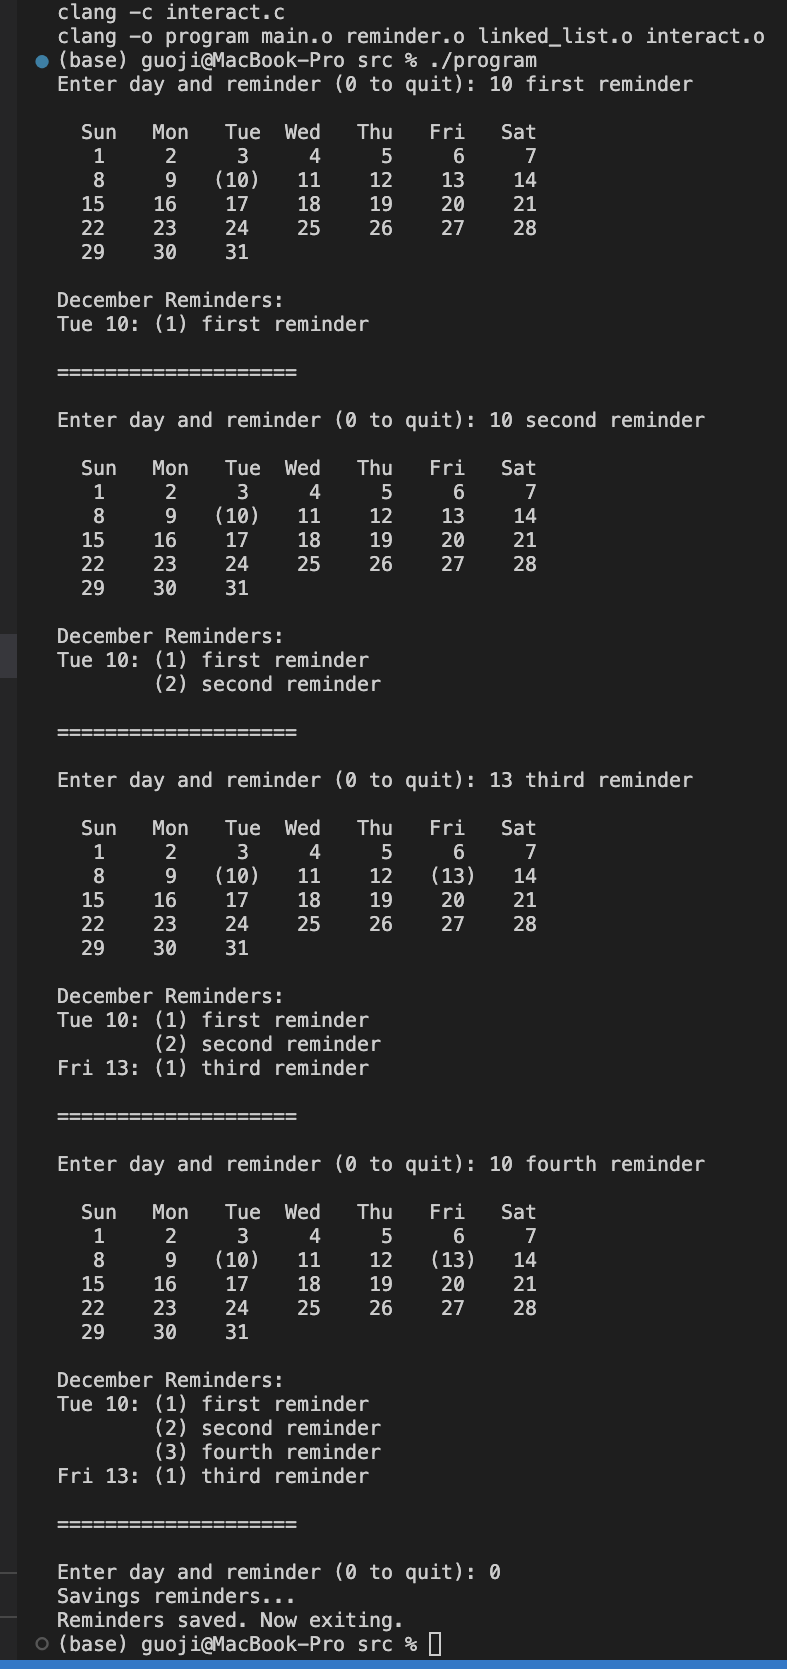 clang -c interact.c
clang -o program main.o reminder.o linked_list.o interact.o
(base) guoji@MacBook-Pro src % ./program
Enter day and reminder (0 to quit): 10 first reminder
Sun Mon Tue Wed Thu Fri Sat
1 2 3 4 5 6 7
8 9 (10) 11 12 13 14
15 16 17 18 19 20 21
22 23 24 25 26 27 28
29 30 31
December Reminders:
Tue 10: (1) first reminder
====================
Enter day and reminder (0 to quit): 10 second reminder
Sun Mon Tue Wed Thu Fri Sat
1 2 3 4 5 6 7
8 9 (10) 11 12 13 14
15 16 17 18 19 20 21
22 23 24 25 26 27 28
29 30 31
December Reminders:
Tue 10: (1) first reminder
(2) second reminder
====================
Enter day and reminder (0 to quit): 13 third reminder
Sun Mon Tue Wed Thu Fri Sat
1 2 3 4 5 6 7
8 9 (10) 11 12 (13) 14
15 16 17 18 19 20 21
22 23 24 25 26 27 28
29 30 31
December Reminders:
Tue 10: (1) first reminder
(2) second reminder
Fri 13: (1) third reminder
====================
Enter day and reminder (0 to quit): 10 fourth reminder
Sun Mon Tue Wed Thu Fri Sat
1 2 3 4 5 6 7
8 9 (10) 11 12 (13) 14
15 16 17 18 19 20 21
22 23 24 25 26 27 28
29 30 31
December Reminders:
Tue 10: (1) first reminder
(2) second reminder
(3) fourth reminder
Fri 13: (1) third reminder
====================
Enter day and reminder (0 to quit): 0
Savings reminders...
Reminders saved. Now exiting.
(base) guoji@MacBook-Pro src %